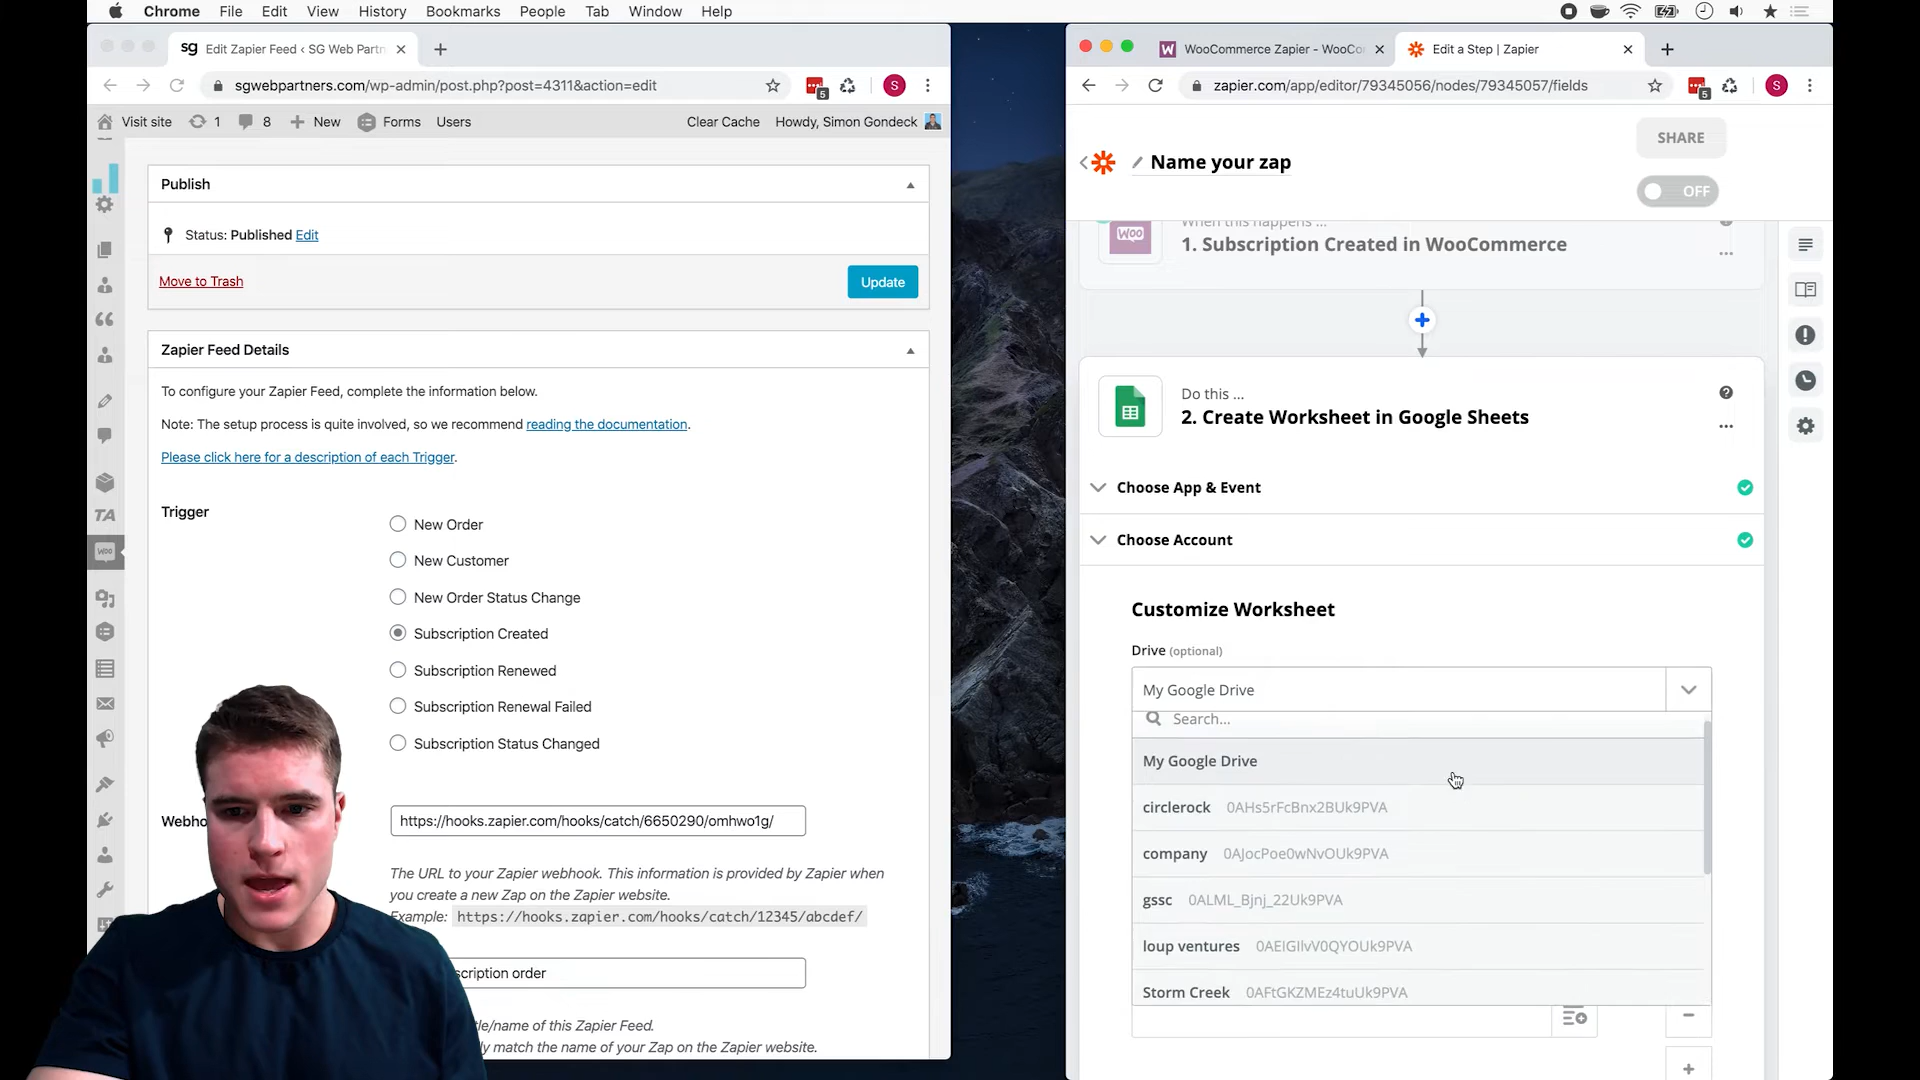 Chrome File Edit View History Bookmarks People Tab Window Help
sg Edit Zapier Feed ‹ SG Web Partn
sgwebpartners.com/wp-admin/post.php?post=4311&action=edit
5
S
Visit site 1 8 New Forms Users Clear Cache Howdy, Simon Gondeck
Publish
Status: Published Edit
Move to Trash
Update
Zapier Feed Details
To configure your Zapier Feed, complete the information below.
Note: The setup process is quite involved, so we recommend reading the documentation.
Please click here for a description of each Trigger.
TA
Woo
Trigger
New Order
New Customer
New Order Status Change
Subscription Created
Subscription Renewed
Subscription Renewal Failed
Subscription Status Changed
Webho
https://hooks.zapier.com/hooks/catch/6650290/omhwo1g/
The URL to your Zapier webhook. This information is provided by Zapier when
you create a new Zap on the Zapier website.
Example: https://hooks.zapier.com/hooks/catch/12345/abcdef/
scription order
tle/name of this Zapier Feed.
ly match the name of your Zap on the Zapier website.
WooCommerce Zapier - WooCo
Edit a Step | Zapier
zapier.com/app/editor/79345056/nodes/79345057/fields
5
S
Name your zap
SHARE
OFF
When this happens ...
Woo
1. Subscription Created in WooCommerce
Do this ...
2. Create Worksheet in Google Sheets
Choose App & Event
Choose Account
Customize Worksheet
Drive (optional)
My Google Drive
Search...
My Google Drive
circlerock 0AHs5rFcBnx2BUk9PVA
company 0AJocPoe0wNvOUk9PVA
gssc 0ALML_Bjnj_22Uk9PVA
loup ventures 0AEIGIlvV0QYOUk9PVA
Storm Creek 0AFtGKZMEz4tuUk9PVA